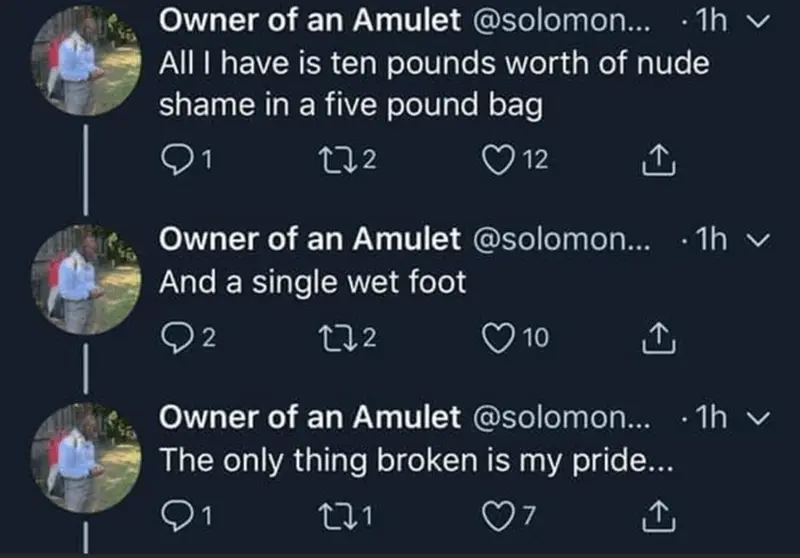 Owner of an Amulet @solomon... · 1h
All I have is ten pounds worth of nude
shame in a five pound bag
1 2 12
Owner of an Amulet @solomon... · 1h
And a single wet foot
2 2 10
Owner of an Amulet @solomon... · 1h
The only thing broken is my pride...
1 1 7